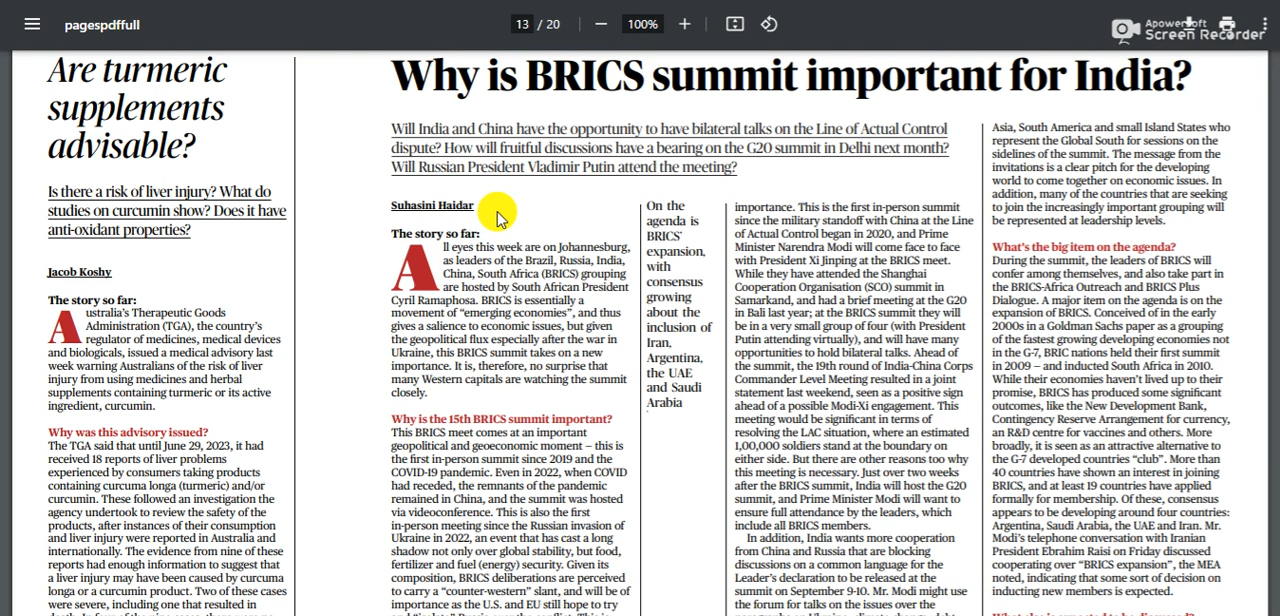 pagespdffull
13 / 20
100%
Apowersoft
Screen Recorder
Are turmeric
supplements
advisable?
Is there a risk of liver injury? What do
studies on curcumin show? Does it have
anti-oxidant properties?
Jacob Koshy
The story so far:
Australia's Therapeutic Goods
Administration (TGA), the country's
regulator of medicines, medical devices
and biologicals, issued a medical advisory last
week warning Australians of the risk of liver
injury from using medicines and herbal
supplements containing turmeric or its active
ingredient, curcumin.
Why was this advisory issued?
The TGA said that until June 29, 2023, it had
received 18 reports of liver problems
experienced by consumers taking products
containing curcuma longa (turmeric) and/or
curcumin. These followed an investigation the
agency undertook to review the safety of the
products, after instances of their consumption
and liver injury were reported in Australia and
internationally. The evidence from nine of these
reports had enough information to suggest that
a liver injury may have been caused by curcuma
longa or a curcumin product. Two of these cases
were severe, including one that resulted in
Why is BRICS summit important for India?
Will India and China have the opportunity to have bilateral talks on the Line of Actual Control
dispute? How will fruitful discussions have a bearing on the G20 summit in Delhi next month?
Will Russian President Vladimir Putin attend the meeting?
Suhasini Haidar
The story so far:
All eyes this week are on Johannesburg,
as leaders of the Brazil, Russia, India,
China, South Africa (BRICS) grouping
are hosted by South African President
Cyril Ramaphosa. BRICS is essentially a
movement of "emerging economies", and thus
gives a salience to economic issues, but given
the geopolitical flux especially after the war in
Ukraine, this BRICS summit takes on a new
importance. It is, therefore, no surprise that
many Western capitals are watching the summit
closely.
Why is the 15th BRICS summit important?
This BRICS meet comes at an important
geopolitical and geoeconomic moment – this is
the first in-person summit since 2019 and the
COVID-19 pandemic. Even in 2022, when COVID
had receded, the remnants of the pandemic
remained in China, and the summit was hosted
via videoconference. This is also the first
in-person meeting since the Russian invasion of
Ukraine in 2022, an event that has cast a long
shadow not only over global stability, but food,
fertilizer and fuel (energy) security. Given its
composition, BRICS deliberations are perceived
to carry a "counter-western" slant, and will be of
importance as the U.S. and EU still hope to try
On the
agenda is
BRICS'
expansion,
with
consensus
growing
about the
inclusion of
Iran,
Argentina,
the UAE
and Saudi
Arabia
importance. This is the first in-person summit
since the military standoff with China at the Line
of Actual Control began in 2020, and Prime
Minister Narendra Modi will come face to face
with President Xi Jinping at the BRICS meet.
While they have attended the Shanghai
Cooperation Organisation (SCO) summit in
Samarkand, and had a brief meeting at the G20
in Bali last year; at the BRICS summit they will
be in a very small group of four (with President
Putin attending virtually), and will have many
opportunities to hold bilateral talks. Ahead of
the summit, the 19th round of India-China Corps
Commander Level Meeting resulted in a joint
statement last weekend, seen as a positive sign
ahead of a possible Modi-Xi engagement. This
meeting would be significant in terms of
resolving the LAC situation, where an estimated
1,00,000 soldiers stand at the boundary on
either side. But there are other reasons too why
this meeting is necessary. Just over two weeks
after the BRICS summit, India will host the G20
summit, and Prime Minister Modi will want to
ensure full attendance by the leaders, which
include all BRICS members.
In addition, India wants more cooperation
from China and Russia that are blocking
discussions on a common language for the
Leader's declaration to be released at the
summit on September 9-10. Mr. Modi might use
the forum for talks on the issues over the
Asia, South America and small Island States who
represent the Global South for sessions on the
sidelines of the summit. The message from the
invitations is a clear pitch for the developing
world to come together on economic issues. In
addition, many of the countries that are seeking
to join the increasingly important grouping will
be represented at leadership levels.
What's the big item on the agenda?
During the summit, the leaders of BRICS will
confer among themselves, and also take part in
the BRICS-Africa Outreach and BRICS Plus
Dialogue. A major item on the agenda is on the
expansion of BRICS. Conceived of in the early
2000s in a Goldman Sachs paper as a grouping
of the fastest growing developing economies not
in the G-7, BRIC nations held their first summit
in 2009 – and inducted South Africa in 2010.
While their economies haven't lived up to their
promise, BRICS has produced some significant
outcomes, like the New Development Bank,
Contingency Reserve Arrangement for currency,
an R&D centre for vaccines and others. More
broadly, it is seen as an attractive alternative to
the G-7 developed countries "club". More than
40 countries have shown an interest in joining
BRICS, and at least 19 countries have applied
formally for membership. Of these, consensus
appears to be developing around four countries:
Argentina, Saudi Arabia, the UAE and Iran. Mr.
Modi's telephone conversation with Iranian
President Ebrahim Raisi on Friday discussed
cooperating over "BRICS expansion", the MEA
noted, indicating that some sort of decision on
inducting new members is expected.